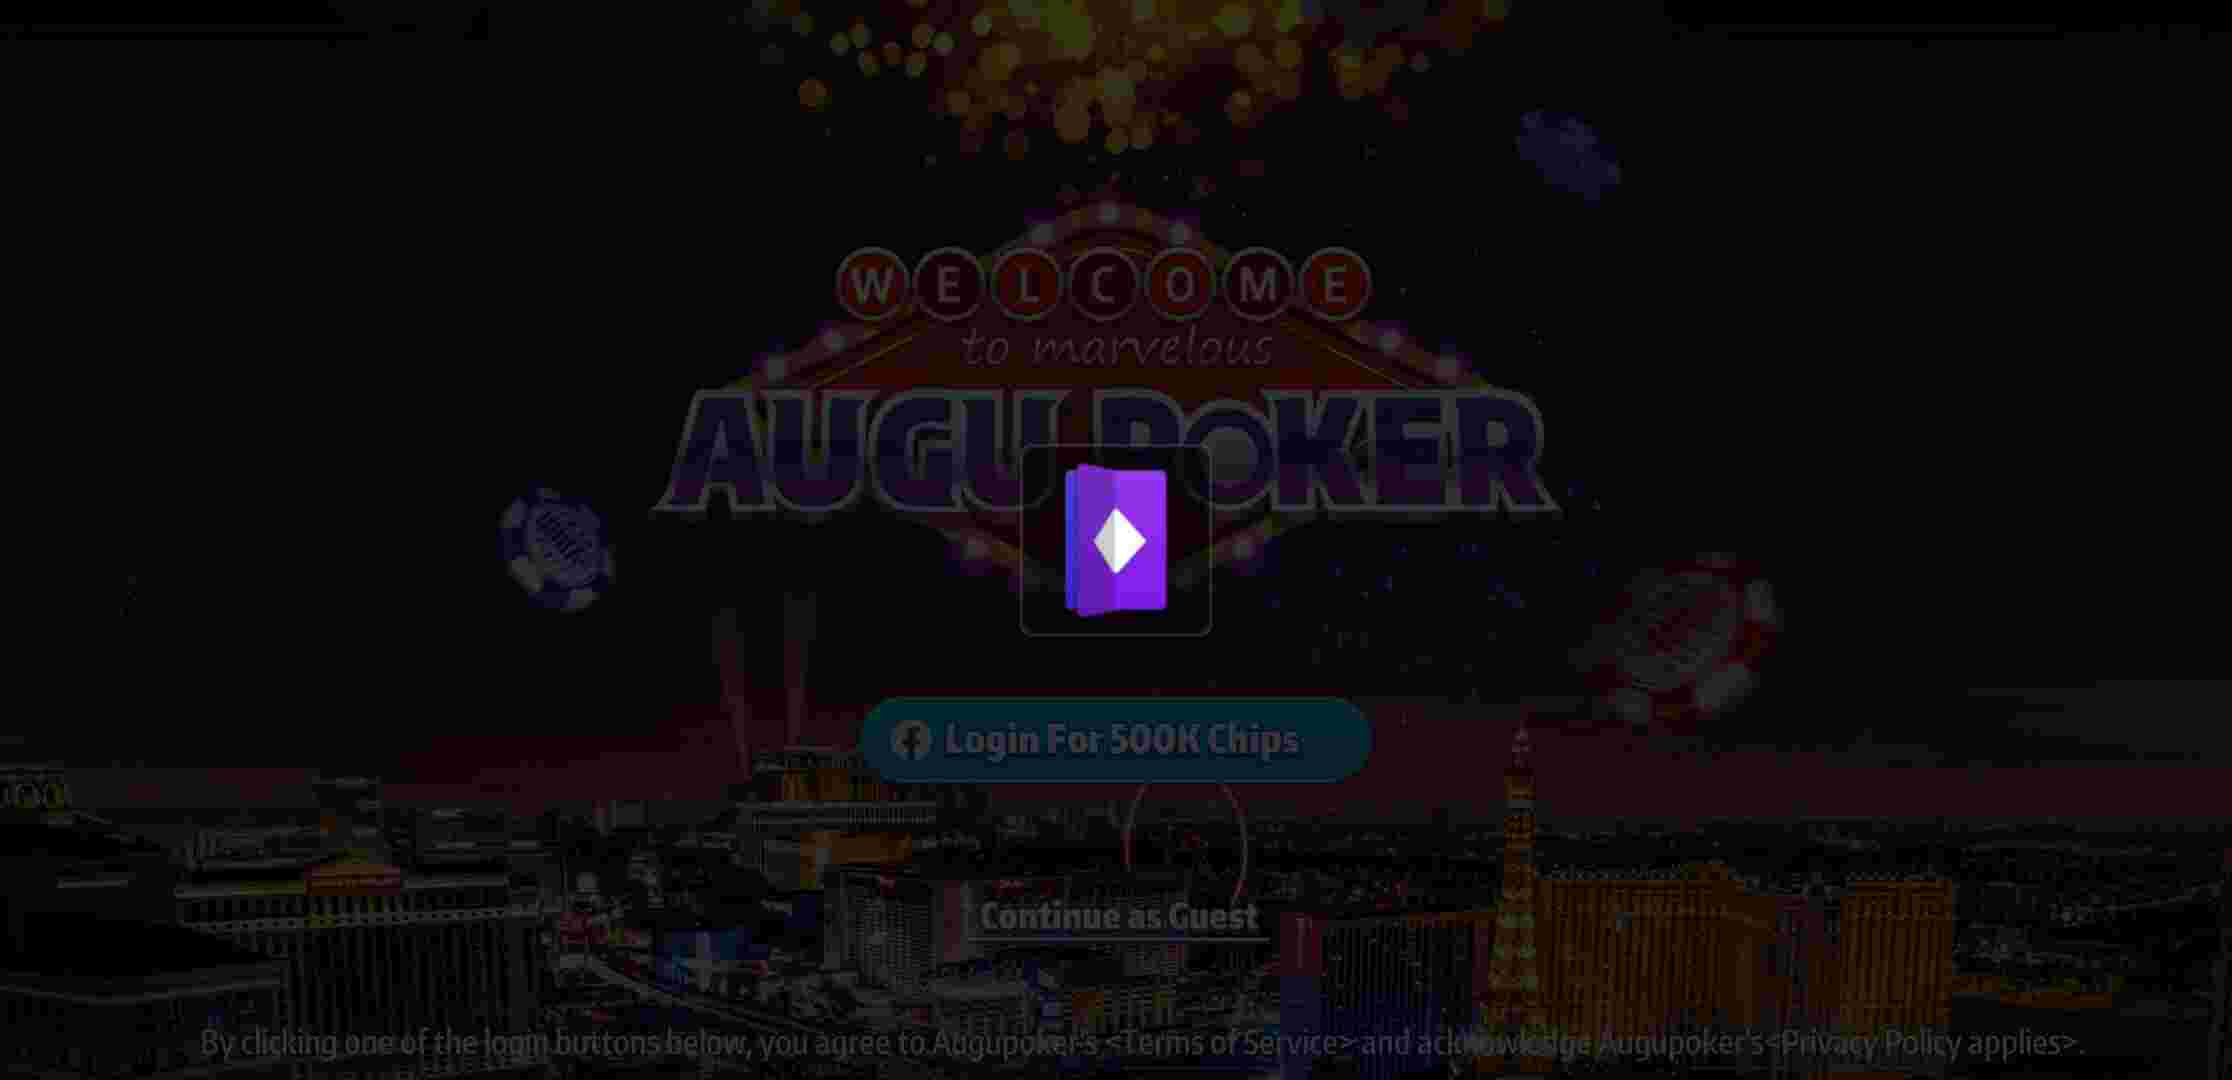 WELCOME
to marvelous
AUGU POKER
Login For 500K Chips
Continue as Guest
By clicking one of the login buttons below, you agree to Augupoker's <Terms of Service> and acknowledge Augupoker's<Privacy Policy applies>.